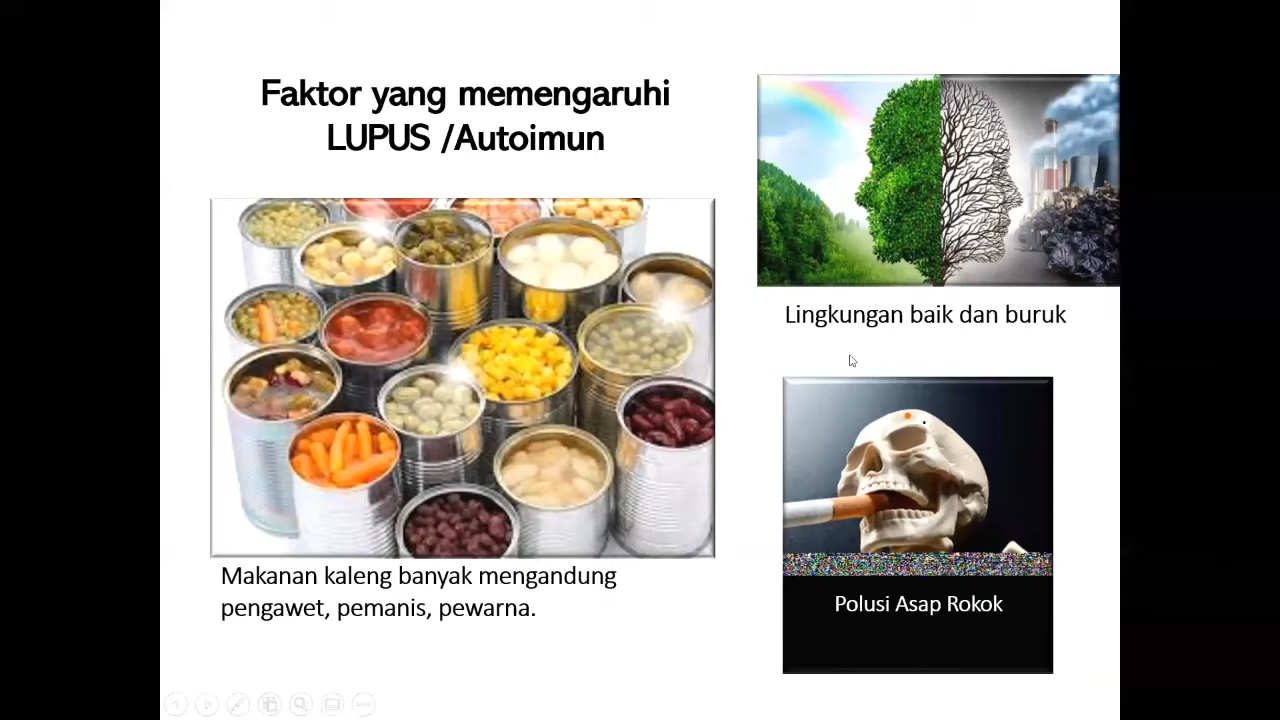 Faktor yang memengaruhi
LUPUS /Autoimun
Makanan kaleng banyak mengandung
pengawet, pemanis, pewarna.
Lingkungan baik dan buruk
Polusi Asap Rokok